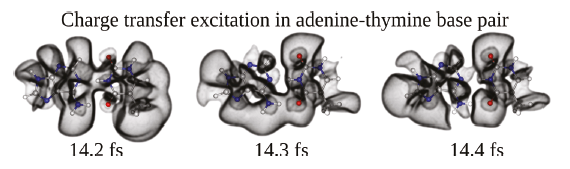 Charge transfer excitation in adenine-thymine base pair
14.2 fs
14.3 fs
14.4 fs